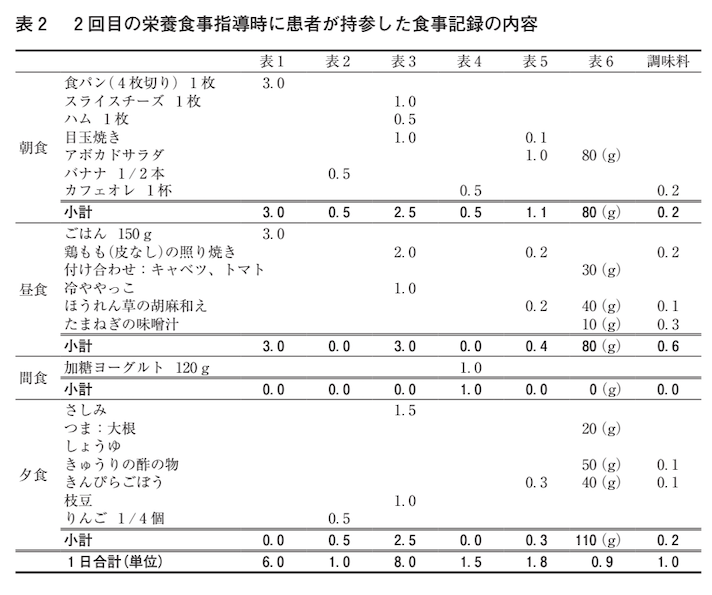 表２　２回目の栄養食事指導時に患者が持参した食事記録の内容
表１ 表２ 表３ 表４ 表５ 表６ 調味料
朝食
食パン（４枚切り）１枚 3.0
スライスチーズ １枚 1.0
ハム １枚 0.5
目玉焼き 1.0 0.1
アボカドサラダ 1.0 80（g）
バナナ １/２本 0.5
カフェオレ １杯 0.5 0.2
小計 3.0 0.5 2.5 0.5 1.1 80（g） 0.2
昼食
ごはん 150ｇ 3.0
鶏もも（皮なし）の照り焼き 2.0 0.2 0.2
付け合わせ：キャベツ、トマト 30（g）
冷ややっこ 1.0
ほうれん草の胡麻和え 0.2 40（g） 0.1
たまねぎの味噌汁 10（g） 0.3
小計 3.0 0.0 3.0 0.0 0.4 80（g） 0.6
間食
加糖ヨーグルト 120ｇ 1.0
小計 0.0 0.0 0.0 1.0 0.0 0（g） 0.0
夕食
さしみ 1.5
つま：大根 20（g）
しょうゆ
きゅうりの酢の物 50（g） 0.1
きんぴらごぼう 0.3 40（g） 0.1
枝豆 1.0
りんご １/４個 0.5
小計 0.0 0.5 2.5 0.0 0.3 110（g） 0.2
１日合計（単位） 6.0 1.0 8.0 1.5 1.8 0.9 1.0